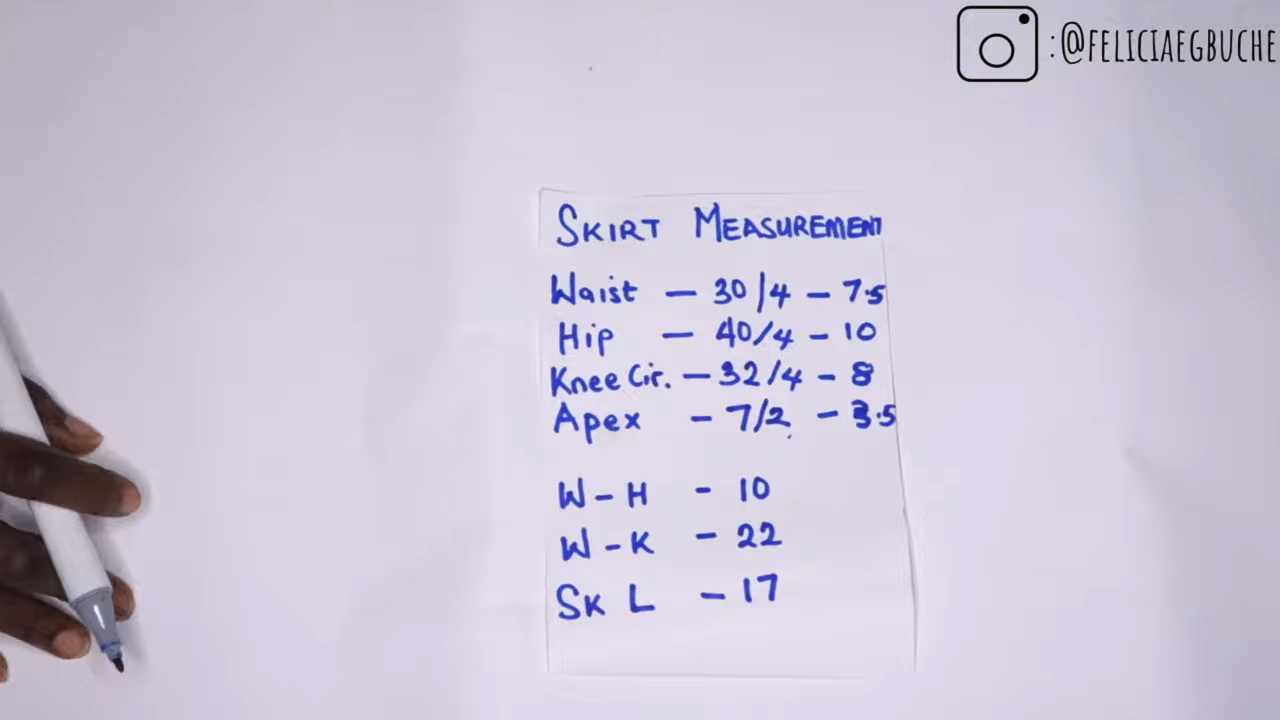 :@FELICIAEGBUCHE
SKIRT MEASUREMENT
Waist - 30/4 - 7.5
Hip - 40/4 - 10
Knee Cir. - 32/4 - 8
Apex - 7/2 - 3.5
W-H - 10
W-K - 22
SK L - 17